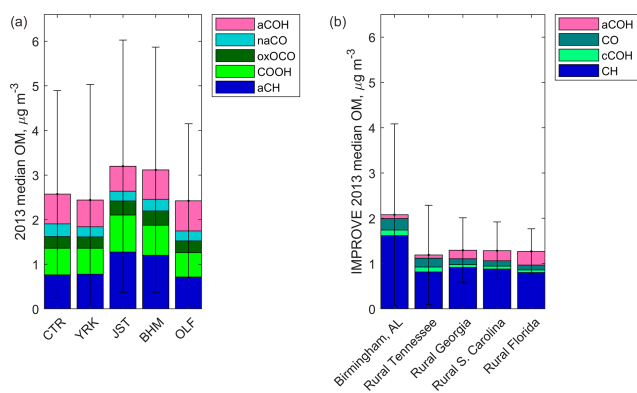 (a)
2013 median OM, µg m-3
6
5
4
3
2
1
0
CTR
YRK
JST
BHM
OLF
aCOH
naCO
oxOCO
COOH
aCH
(b)
IMPROVE 2013 median OM, µg m-3
6
5
4
3
2
1
0
Birmingham, AL
Rural Tennessee
Rural Georgia
Rural S. Carolina
Rural Florida
aCOH
CO
cCOH
CH